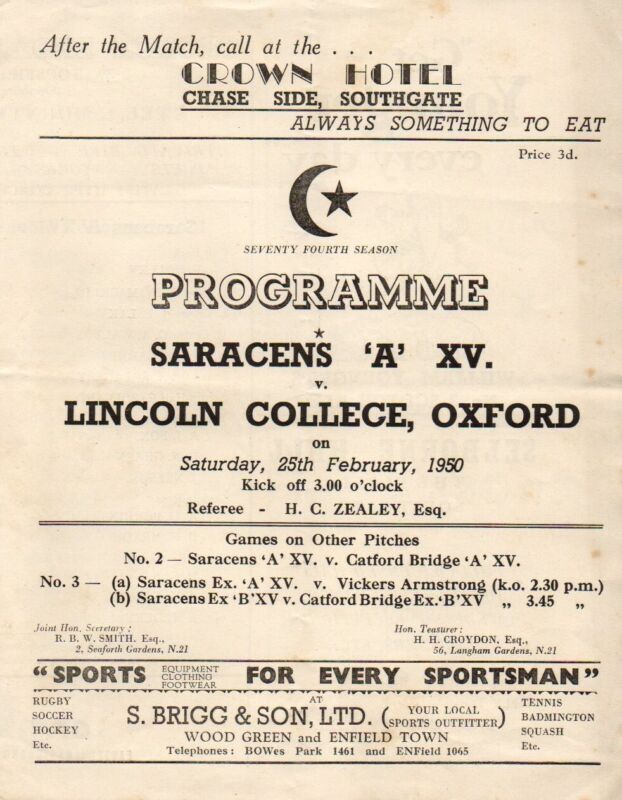 After the Match, call at the . . .
CROWN HOTEL
CHASE SIDE, SOUTHGATE
ALWAYS SOMETHING TO EAT
Price 3d.
SEVENTY FOURTH SEASON
PROGRAMME
SARACENS 'A' XV.
v.
LINCOLN COLLECE, OXFORD
on
Saturday, 25th February, 1950
Kick off 3.00 o'clock
Referee - H. C. ZEALEY, Esq.
Games on Other Pitches
No. 2 — Saracens 'A' XV. v. Catford Bridge 'A' XV.
No. 3 — (a) Saracens Ex. 'A' XV. v. Vickers Armstrong (k.o. 2.30 p.m.)
(b) Saracens Ex 'B' XV v. Catford Bridge Ex. 'B' XV „ 3.45 „
Joint Hon. Secretary :
R. B. W. SMITH. Esq.,
2, Seaforth Gardens, N.21
Hon. Teasurer :
H. H. CROYDON, Esq.,
56, Langham Gardens, N.21
"SPORTS EQUIPMENT CLOTHING FOOTWEAR FOR EVERY SPORTSMAN"
RUGBY
SOCCER
HOCKEY
Etc.
AT
S. BRIGG & SON, LTD. (YOUR LOCAL SPORTS OUTFITTER)
WOOD GREEN and ENFIELD TOWN
Telephones : BOWes Park 1461 and ENField 1065
TENNIS
BADMINGTON
SQUASH
Etc.